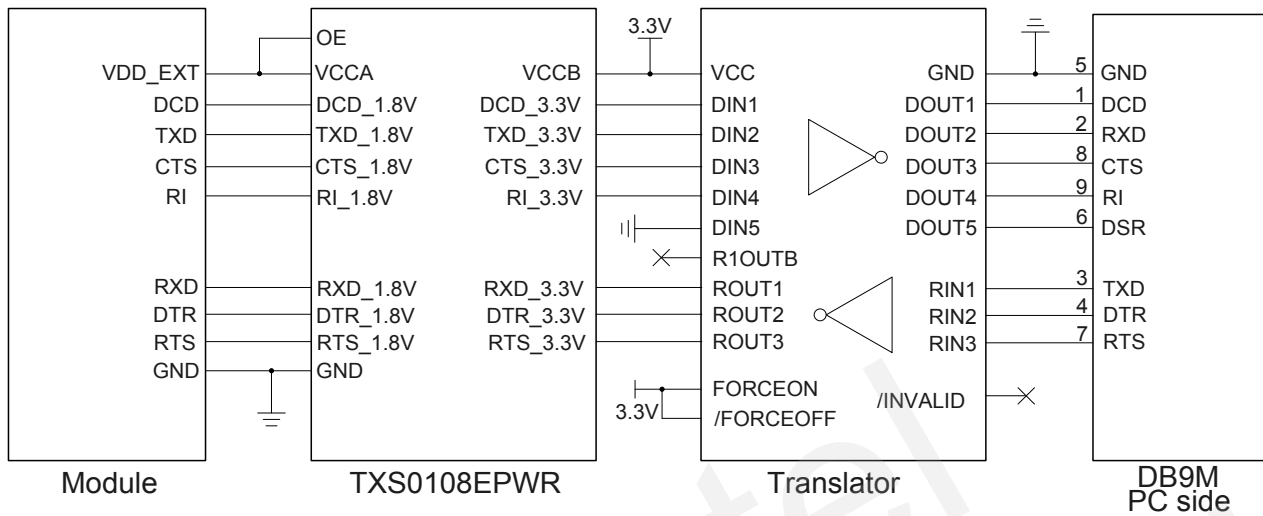 3.3V
OE
VDD_EXT VCCA VCCB VCC GND 5 GND
DCD DCD_1.8V DCD_3.3V DIN1 DOUT1 1 DCD
TXD TXD_1.8V TXD_3.3V DIN2 DOUT2 2 RXD
CTS CTS_1.8V CTS_3.3V DIN3 DOUT3 8 CTS
RI RI_1.8V RI_3.3V DIN4 DOUT4 9 RI
DIN5 DOUT5 6 DSR
R1OUTB
RXD RXD_1.8V RXD_3.3V ROUT1 RIN1 3 TXD
DTR DTR_1.8V DTR_3.3V ROUT2 RIN2 4 DTR
RTS RTS_1.8V RTS_3.3V ROUT3 RIN3 7 RTS
GND GND
FORCEON
3.3V /FORCEOFF /INVALID
Module TXS0108EPWR Translator DB9M
PC side